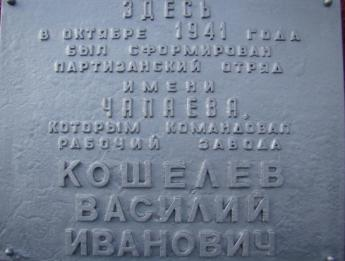 ЗДЕСЬ
В ОКТЯБРЕ 1941 ГОДА
БЫЛ СФОРМИРОВАН
ПАРТИЗАНСКИЙ ОТРЯД
ИМЕНИ
ЧАПАЕВА,
КОТОРЫМ КОМАНДОВАЛ
РАБОЧИЙ ЗАВОДА
КОШЕЛЕВ
ВАСИЛИЙ
ИВАНОВИЧ